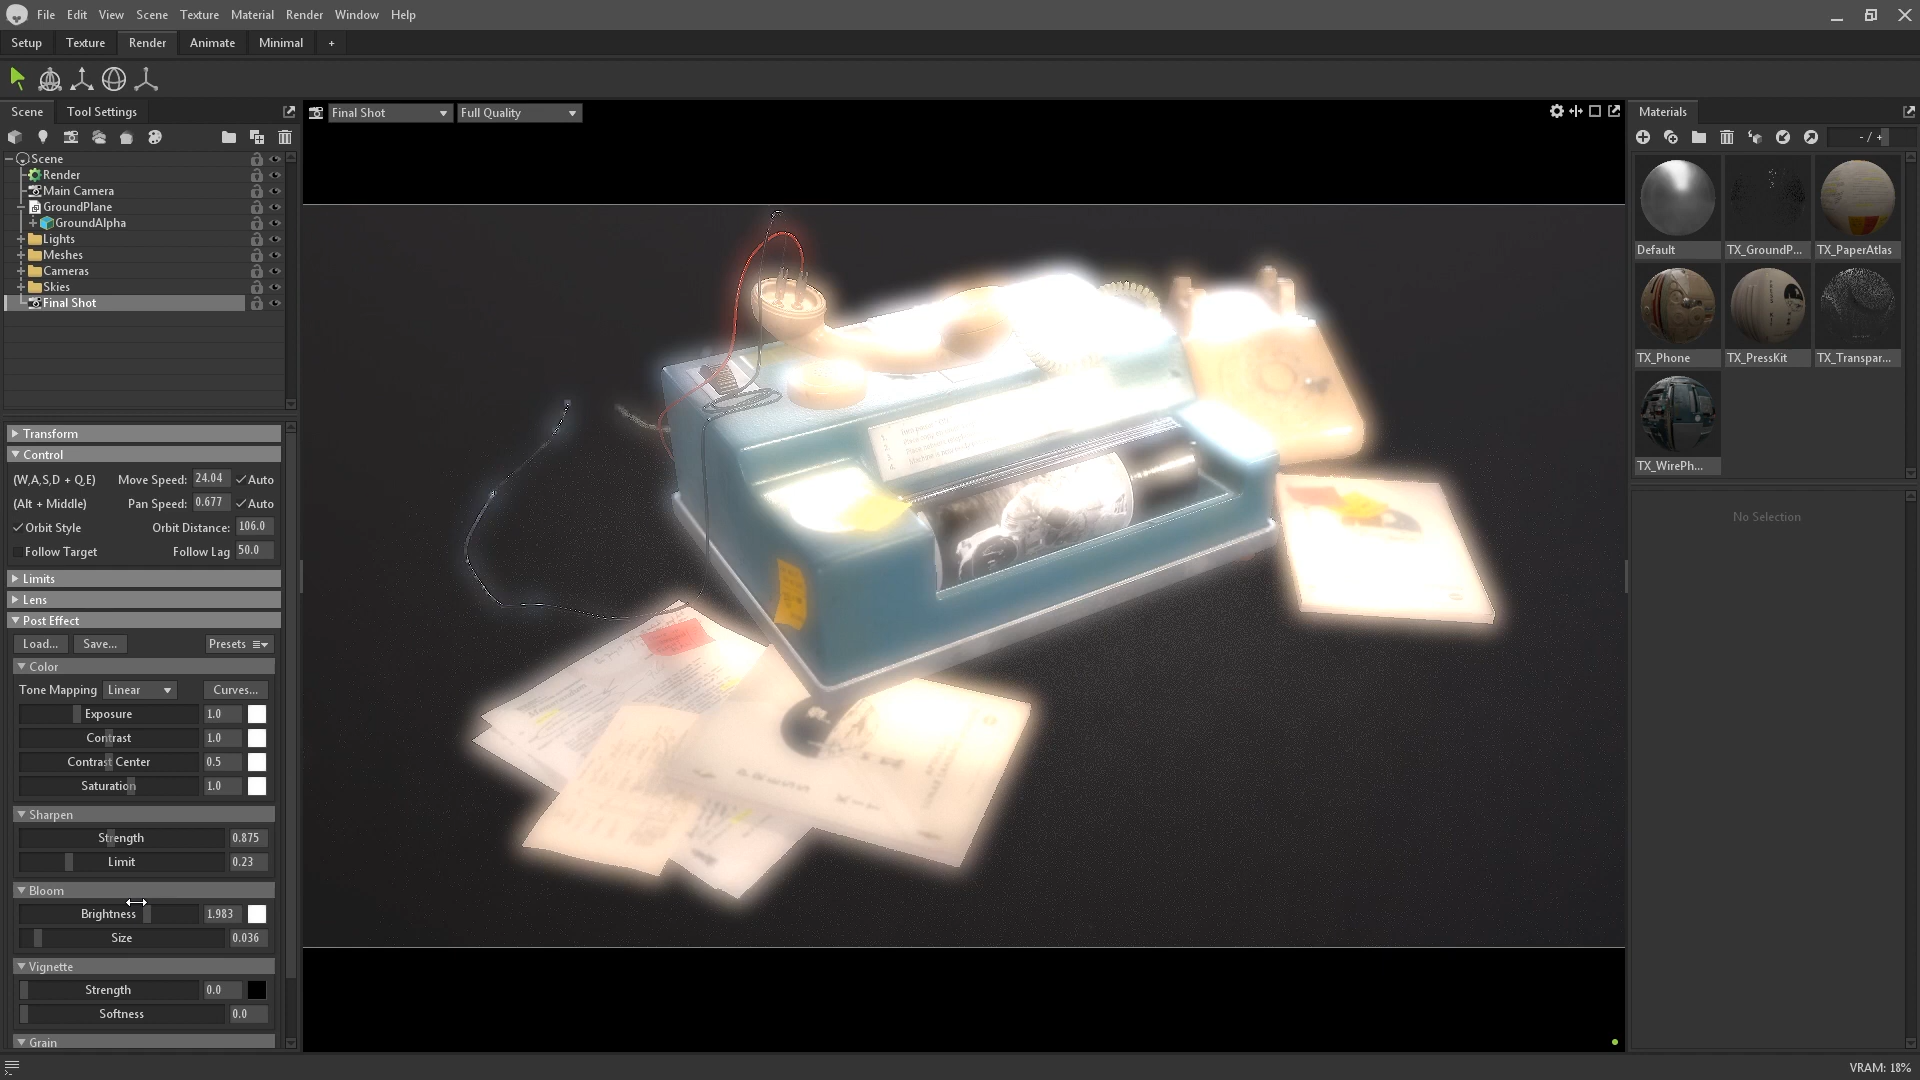 File Edit View Scene Texture Material Render Window Help
Setup Texture Render Animate Minimal +
Scene Tool Settings
Final Shot Full Quality
Materials
- / +
Scene
Render
Main Camera
GroundPlane
GroundAlpha
Lights
Meshes
Cameras
Skies
Final Shot
Default TX_GroundP... TX_PaperAtlas
TX_Phone TX_PressKit TX_Transpar...
TX_WirePh...
No Selection
Transform
Control
(W,A,S,D + Q,E) Move Speed: 24.04 Auto
(Alt + Middle) Pan Speed: 0.677 Auto
Orbit Style Orbit Distance: 106.0
Follow Target Follow Lag 50.0
Limits
Lens
Post Effect
Load... Save... Presets
Color
Tone Mapping Linear Curves...
Exposure 1.0
Contrast 1.0
Contrast Center 0.5
Saturation 1.0
Sharpen
Strength 0.875
Limit 0.23
Bloom
Brightness 1.983
Size 0.036
Vignette
Strength 0.0
Softness 0.0
Grain
VRAM: 18%